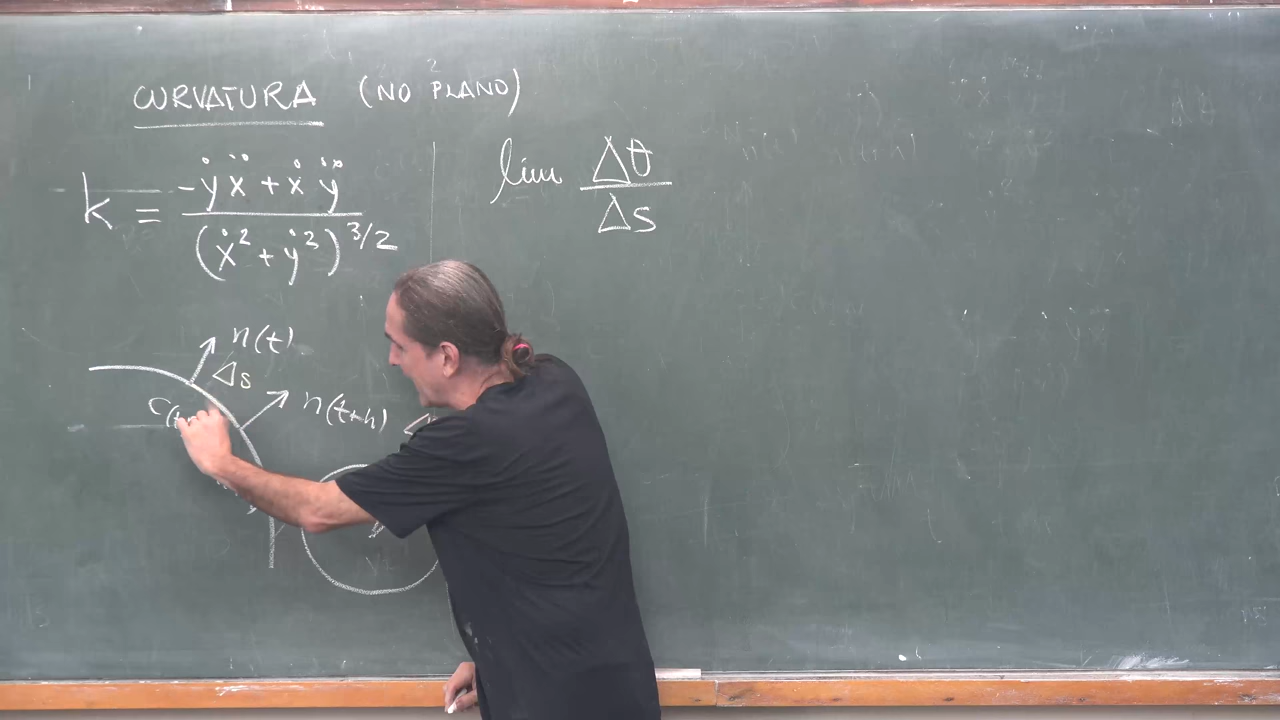 CURVATURA (NO PLANO)
k = -ẏẍ + ẋÿ / (ẋ² + ẏ²)^3/2
lim Δθ / Δs
n(t)
Δs
n(t+h)